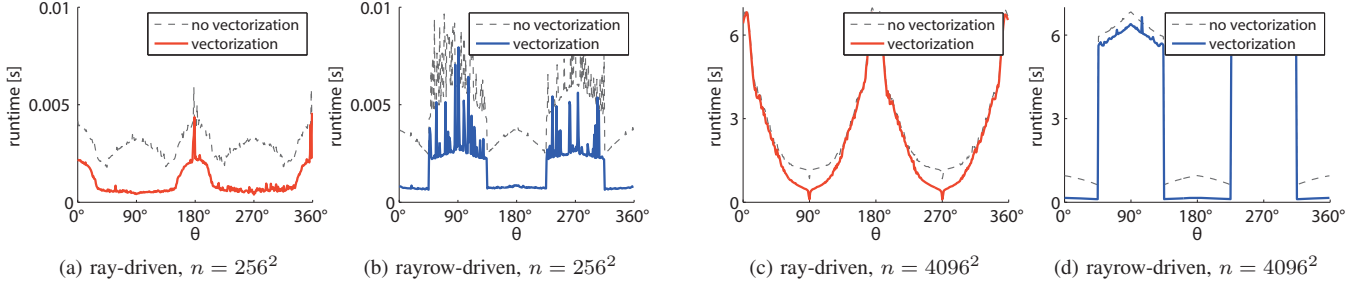 0.01
no vectorization
vectorization
0.005
runtime [s]
0
0° 90° 180° 270° 360°
θ
(a) ray-driven, n = 256²
0.01
no vectorization
vectorization
0.005
runtime [s]
0
0° 90° 180° 270° 360°
θ
(b) rayrow-driven, n = 256²
6
no vectorization
vectorization
3
runtime [s]
0
0° 90° 180° 270° 360°
θ
(c) ray-driven, n = 4096²
6
no vectorization
vectorization
3
runtime [s]
0
0° 90° 180° 270° 360°
θ
(d) rayrow-driven, n = 4096²